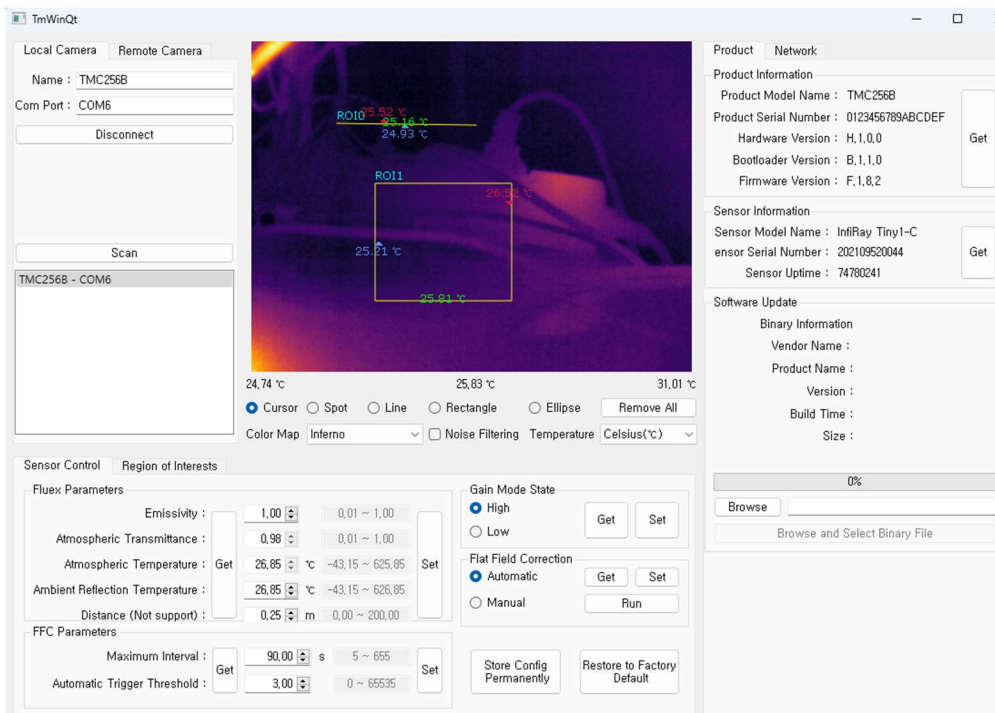 TmWinQt
Local Camera Remote Camera
Name : TMC256B
Com Port : COM6
Disconnect
Scan
TMC256B - COM6
ROI0 25.52 ℃
25.16 ℃
24.93 ℃
ROI1
26.52 ℃
25.21 ℃
25.81 ℃
24,74 ℃ 25,83 ℃ 31,01 ℃
Cursor Spot Line Rectangle Ellipse Remove All
Color Map Inferno Noise Filtering Temperature Celsius(℃)
Product Network
Product Information
Product Model Name : TMC256B
Product Serial Number : 0123456789ABCDEF
Hardware Version : H,1,0,0
Bootloader Version : B,1,1,0
Firmware Version : F,1,8,2
Get
Sensor Information
Sensor Model Name : InfiRay Tiny1-C
ensor Serial Number : 202109520044
Sensor Uptime : 74780241
Get
Software Update
Binary Information
Vendor Name :
Product Name :
Version :
Build Time :
Size :
0%
Browse
Browse and Select Binary File
Sensor Control Region of Interests
Fluex Parameters
Emissivity : 1,00 0,01 ~ 1,00
Atmospheric Transmittance : 0,98 0,01 ~ 1,00
Atmospheric Temperature : Get 26,85 ℃ -43,15 ~ 625,85 Set
Ambient Reflection Temperature : 26,85 ℃ -43,15 ~ 626,85
Distance (Not support) : 0,25 m 0,00 ~ 200,00
FFC Parameters
Maximum Interval : 90,00 s 5 ~ 655
Get Set
Automatic Trigger Threshold : 3,00 0 ~ 65535
Gain Mode State
High
Low
Get Set
Flat Field Correction
Automatic Get Set
Manual Run
Store Config Permanently
Restore to Factory Default